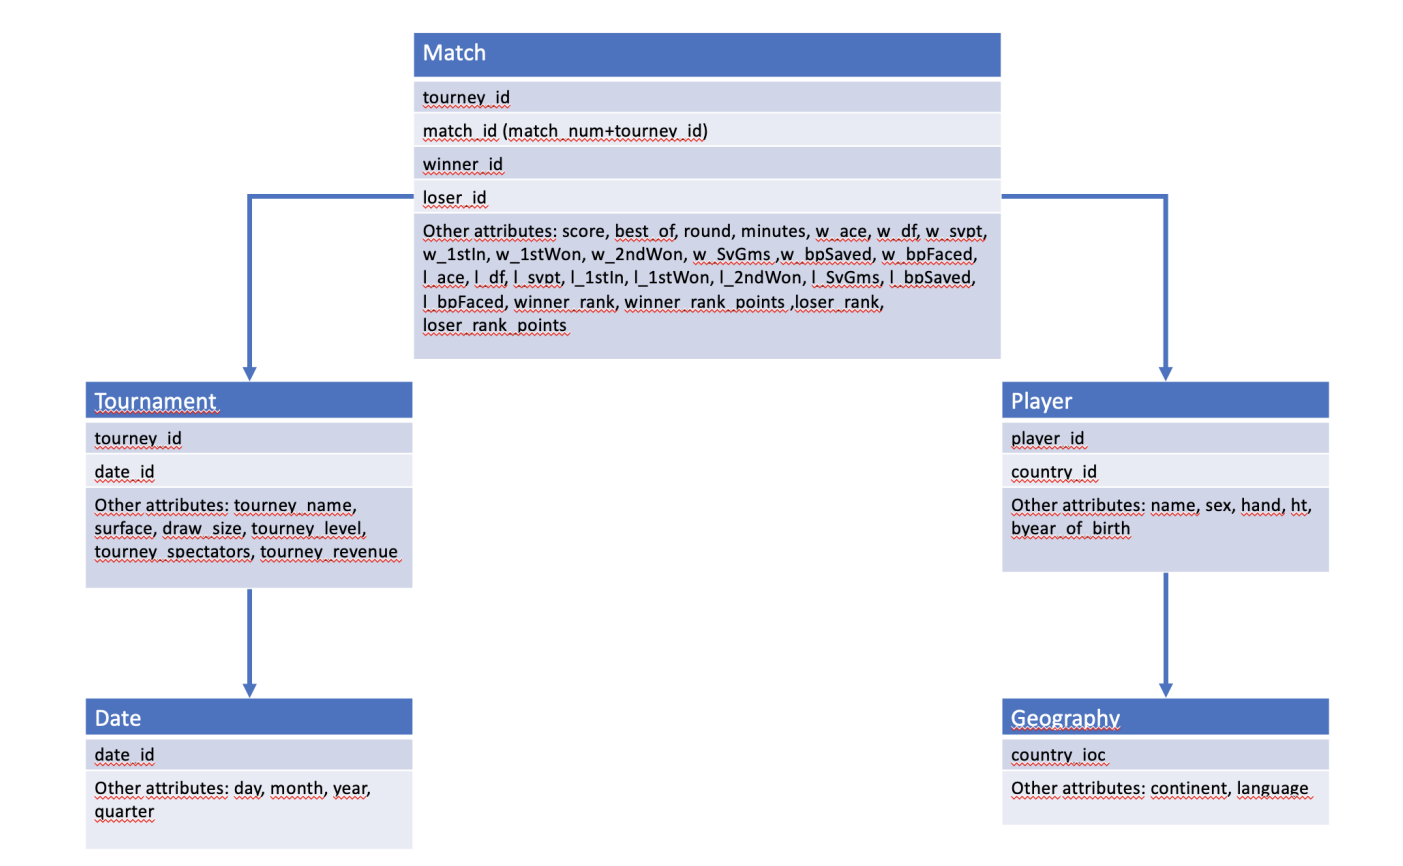 Match
tourney_id
match_id (match_num+tourney_id)
winner_id
loser_id
Other attributes: score, best_of, round, minutes, w_ace, w_df, w_svpt,
w_1stIn, w_1stWon, w_2ndWon, w_SvGms ,w_bpSaved, w_bpFaced,
l_ace, l_df, l_svpt, l_1stIn, l_1stWon, l_2ndWon, l_SvGms, l_bpSaved,
l_bpFaced, winner_rank, winner_rank_points ,loser_rank,
loser_rank_points
Tournament
tourney_id
date_id
Other attributes: tourney_name,
surface, draw_size, tourney_level,
tourney_spectators, tourney_revenue
Player
player_id
country_id
Other attributes: name, sex, hand, ht,
byear_of_birth
Date
date_id
Other attributes: day, month, year,
quarter
Geography
country_ioc
Other attributes: continent, language